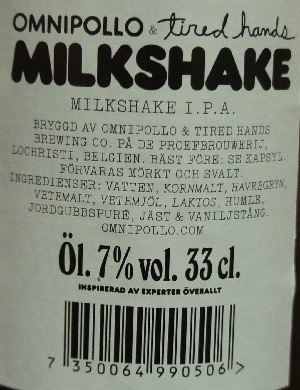 OMNIPOLLO & tired hands
MILKSHAKE
MILKSHAKE I.P.A.
BRYGGD AV OMNIPOLLO & TIRED HANDS
BREWING CO. PÅ DE PROEFBROUWERIJ,
LOCHRISTI, BELGIEN. BÄST FÖRE: SE KAPSYL.
FÖRVARAS MÖRKT OCH SVALT.
INGREDIENSER: VATTEN, KORNMALT, HAVREGRYN,
VETEMALT, VETEMJÖL, LAKTOS, HUMLE,
JORDGUBBSPURÉ, JÄST & VANILJSTÅNG.
OMNIPOLLO.COM
Öl. 7% vol. 33 cl.
INSPIRERAD AV EXPERTER ÖVERALLT
7 350064 990506 >